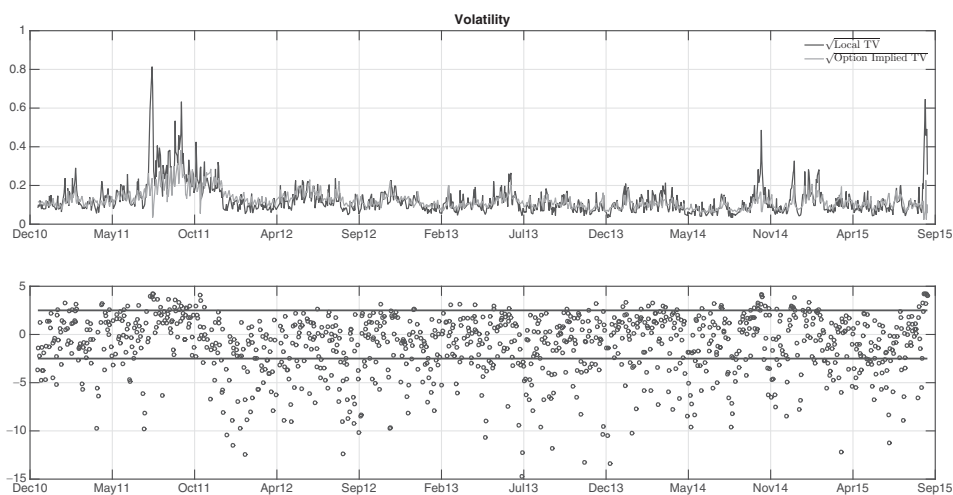 Volatility
1
√Local TV
√Option Implied TV
0.8
0.6
0.4
0.2
0
Dec10 May11 Oct11 Apr12 Sep12 Feb13 Jul13 Dec13 May14 Nov14 Apr15 Sep15
5
0
−5
−10
−15
Dec10 May11 Oct11 Apr12 Sep12 Feb13 Jul13 Dec13 May14 Nov14 Apr15 Sep15